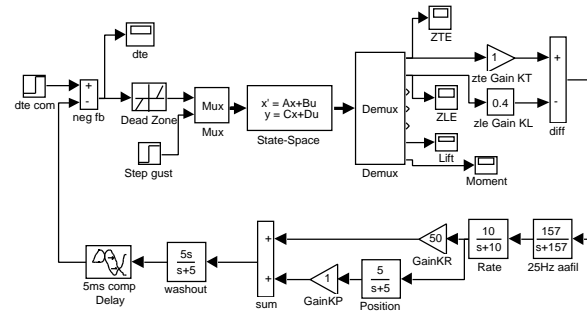 ZTE
dte
1
zte Gain KT
+
-
diff
dte com
+
-
neg fb
Dead Zone
Mux
Mux
x' = Ax+Bu
y = Cx+Du
State-Space
Demux
Demux
ZLE
0.4
zle Gain KL
Lift
Moment
Step gust
5ms comp
Delay
5s
s+5
washout
+
+
sum
50
GainKR
1
GainKP
5
s+5
Position
10
s+10
Rate
157
s+157
25Hz aafil